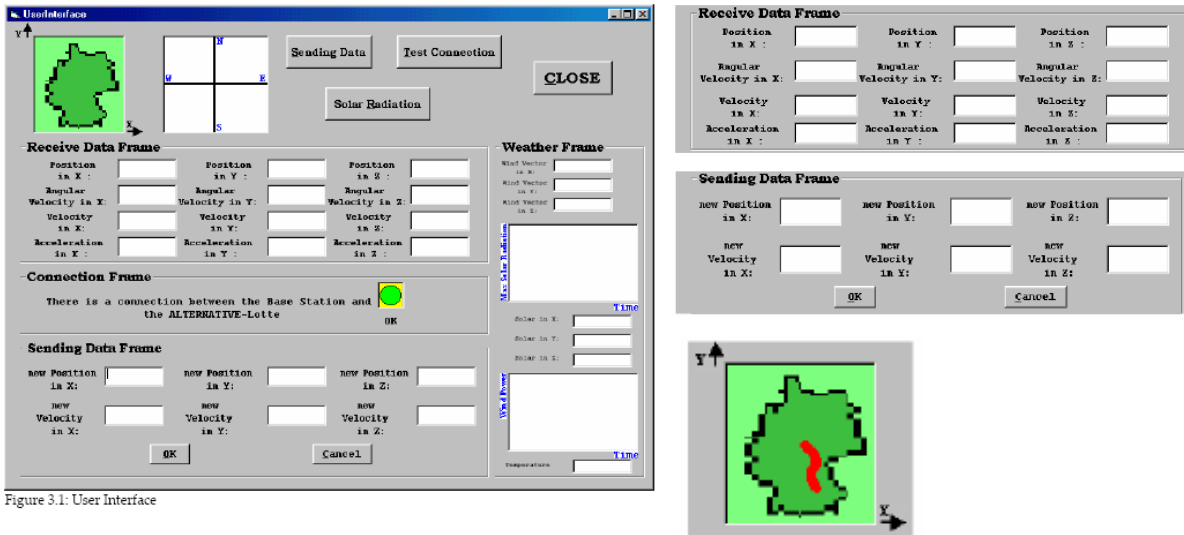 UserInterface
Y
X
N
W
E
S
Sending Data
Test Connection
CLOSE
Solar Radiation
Receive Data Frame
Position
in X :
Position
in Y :
Position
in Z :
Angular
Velocity in X:
Angular
Velocity in Y:
Angular
Velocity in Z:
Velocity
in X:
Velocity
in Y:
Velocity
in Z:
Acceleration
in X :
Acceleration
in Y :
Acceleration
in Z :
Connection Frame
There is a connection between the Base Station and
the ALTERNATIVE-Lotte
OK
Sending Data Frame
new Position
in X:
new Position
in Y:
new Position
in Z:
new
Velocity
in X:
new
Velocity
in Y:
new
Velocity
in Z:
OK
Cancel
Weather Frame
Wind Vector
in X:
Wind Vector
in Y:
Wind Vector
in Z:
Max Solar Radiation
Time
Solar in X:
Solar in Y:
Solar in Z:
Wind Power
Time
Temperature
Figure 3.1: User Interface
Receive Data Frame
Position
in X :
Position
in Y :
Position
in Z :
Angular
Velocity in X:
Angular
Velocity in Y:
Angular
Velocity in Z:
Velocity
in X:
Velocity
in Y:
Velocity
in Z:
Acceleration
in X :
Acceleration
in Y :
Acceleration
in Z :
Sending Data Frame
new Position
in X:
new Position
in Y:
new Position
in Z:
new
Velocity
in X:
new
Velocity
in Y:
new
Velocity
in Z:
OK
Cancel
Y
X